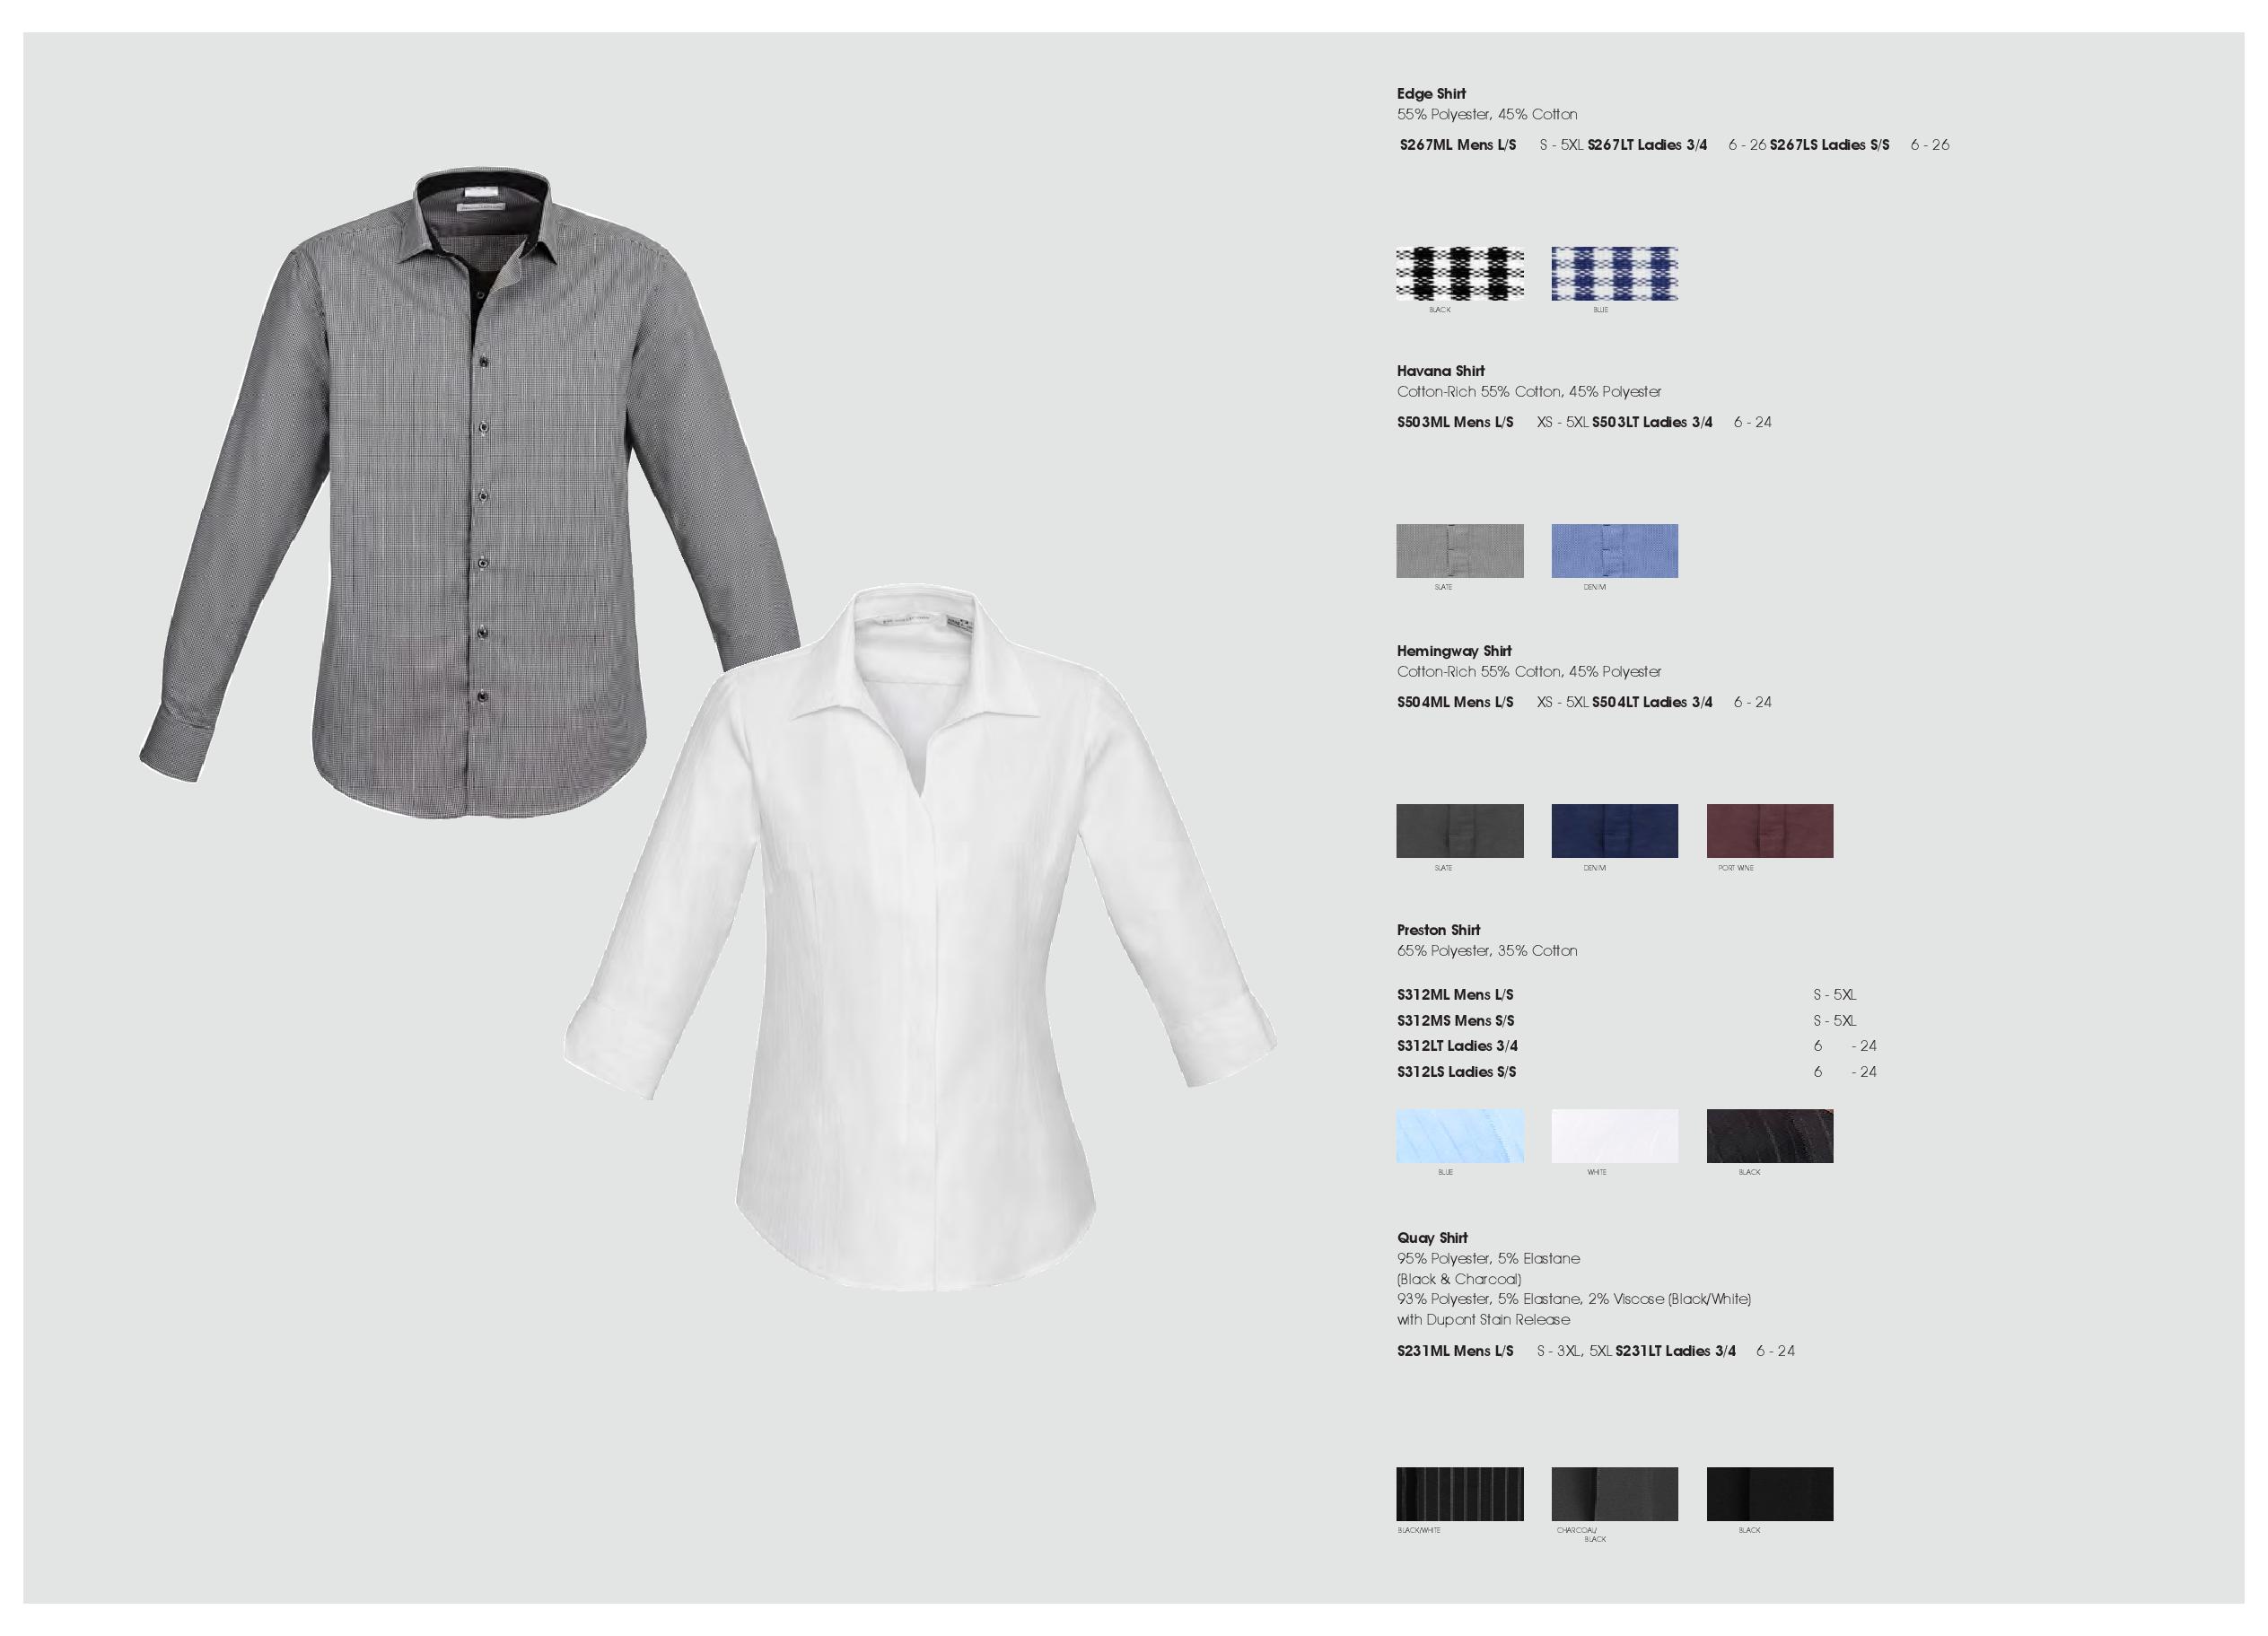 Edge Shirt
55% Polyester, 45% Cotton
S267ML Mens L/S S - 5XL S267LT Ladies 3/4 6 - 26 S267LS Ladies S/S 6 - 26
BLACK BLUE
Havana Shirt
Cotton-Rich 55% Cotton, 45% Polyester
S503ML Mens L/S XS - 5XL S503LT Ladies 3/4 6 - 24
SLATE DENIM
Hemingway Shirt
Cotton-Rich 55% Cotton, 45% Polyester
S504ML Mens L/S XS - 5XL S504LT Ladies 3/4 6 - 24
SLATE DENIM PORT WINE
Preston Shirt
65% Polyester, 35% Cotton
S312ML Mens L/S S - 5XL
S312MS Mens S/S S - 5XL
S312LT Ladies 3/4 6 - 24
S312LS Ladies S/S 6 - 24
BLUE WHITE BLACK
Quay Shirt
95% Polyester, 5% Elastane
(Black & Charcoal)
93% Polyester, 5% Elastane, 2% Viscose (Black/White)
with Dupont Stain Release
S231ML Mens L/S S - 3XL, 5XL S231LT Ladies 3/4 6 - 24
BLACK/WHITE CHARCOAL/ BLACK
BLACK